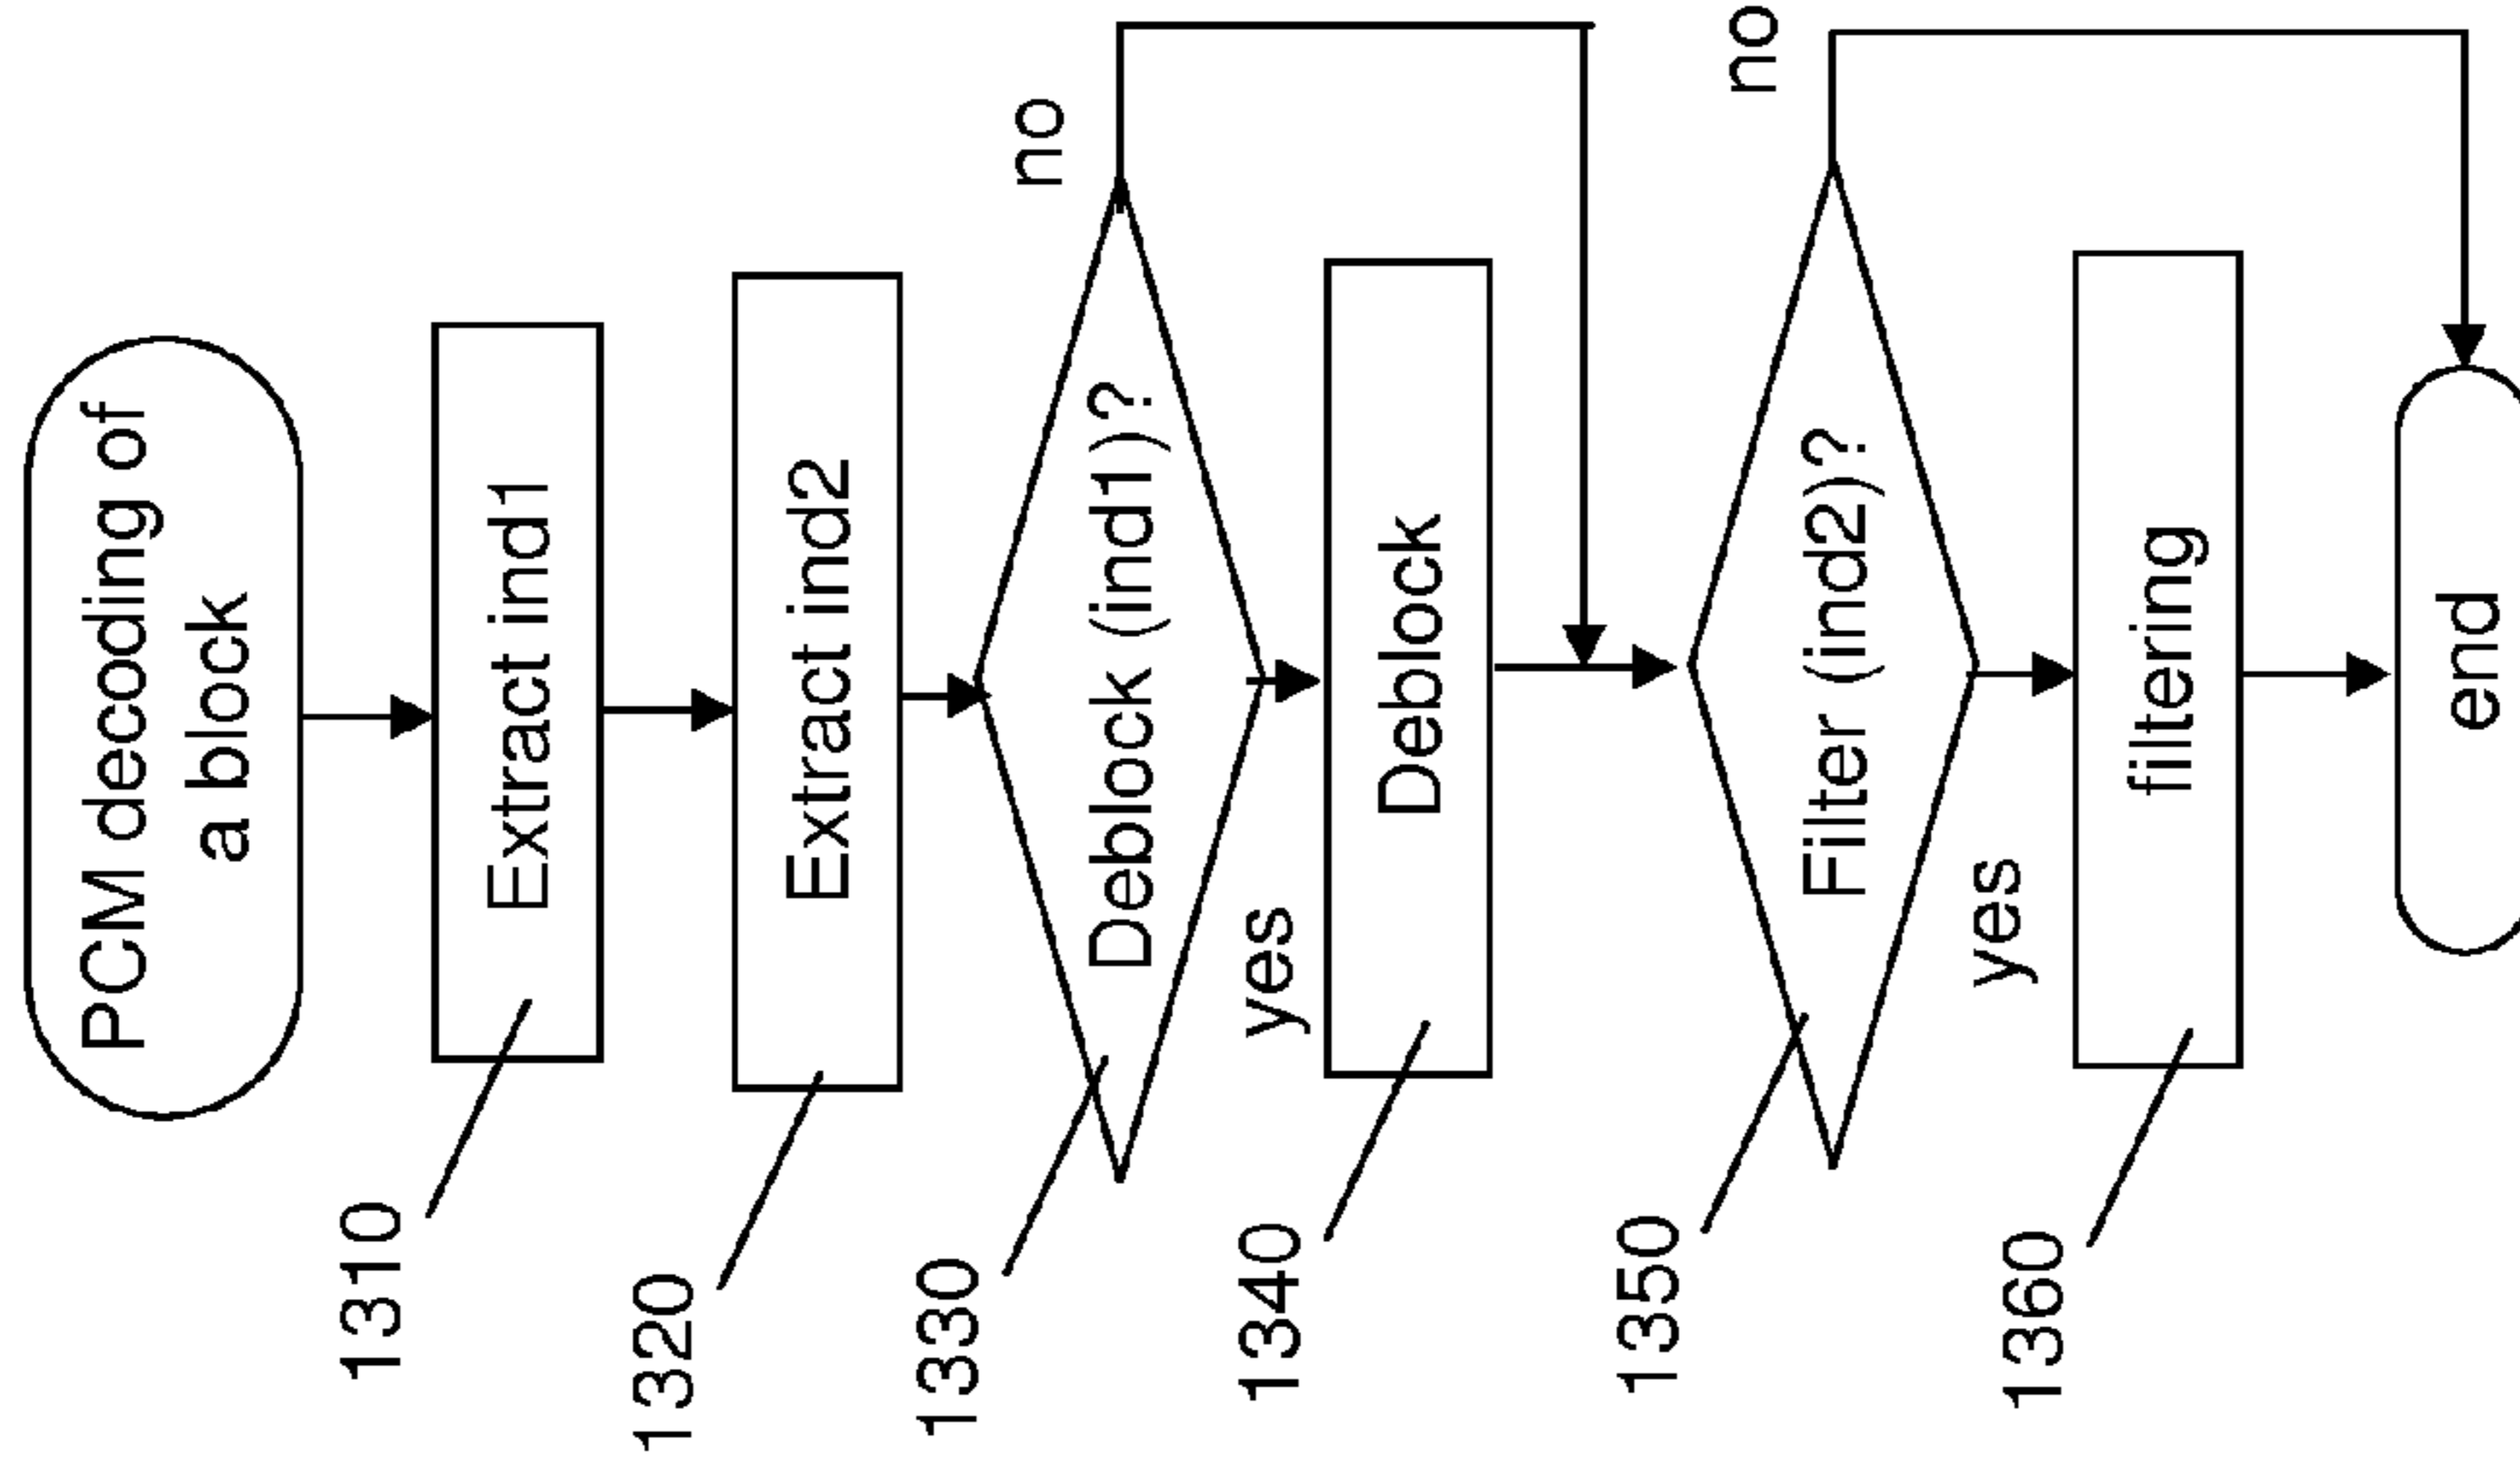 PCM decoding of
a block
1310
Extract ind1
1320
Extract ind2
1330
Deblock (ind1)?
no
yes
1340
Deblock
1350
Filter (ind2)?
no
yes
1360
filtering
end